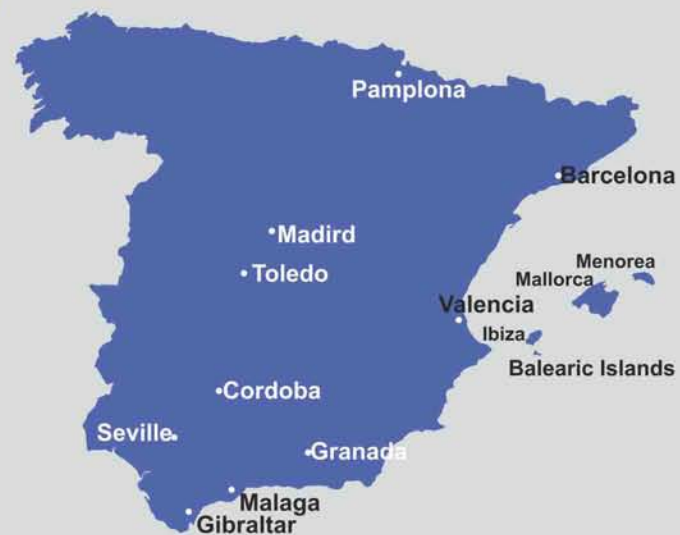 Pamplona
Barcelona
Madird
Toledo
Menorea
Mallorca
Valencia
Ibiza
Balearic Islands
Cordoba
Seville
Granada
Malaga
Gibraltar